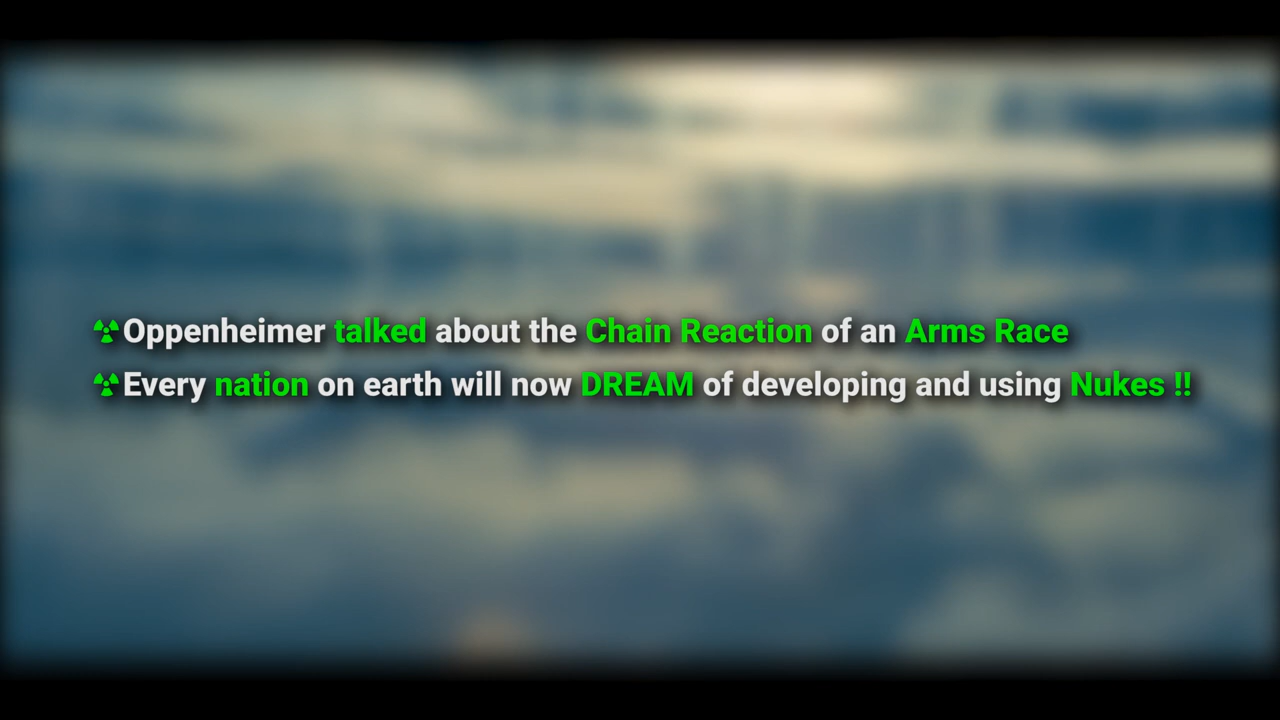 ☢Oppenheimer talked about the Chain Reaction of an Arms Race
☢Every nation on earth will now DREAM of developing and using Nukes !!